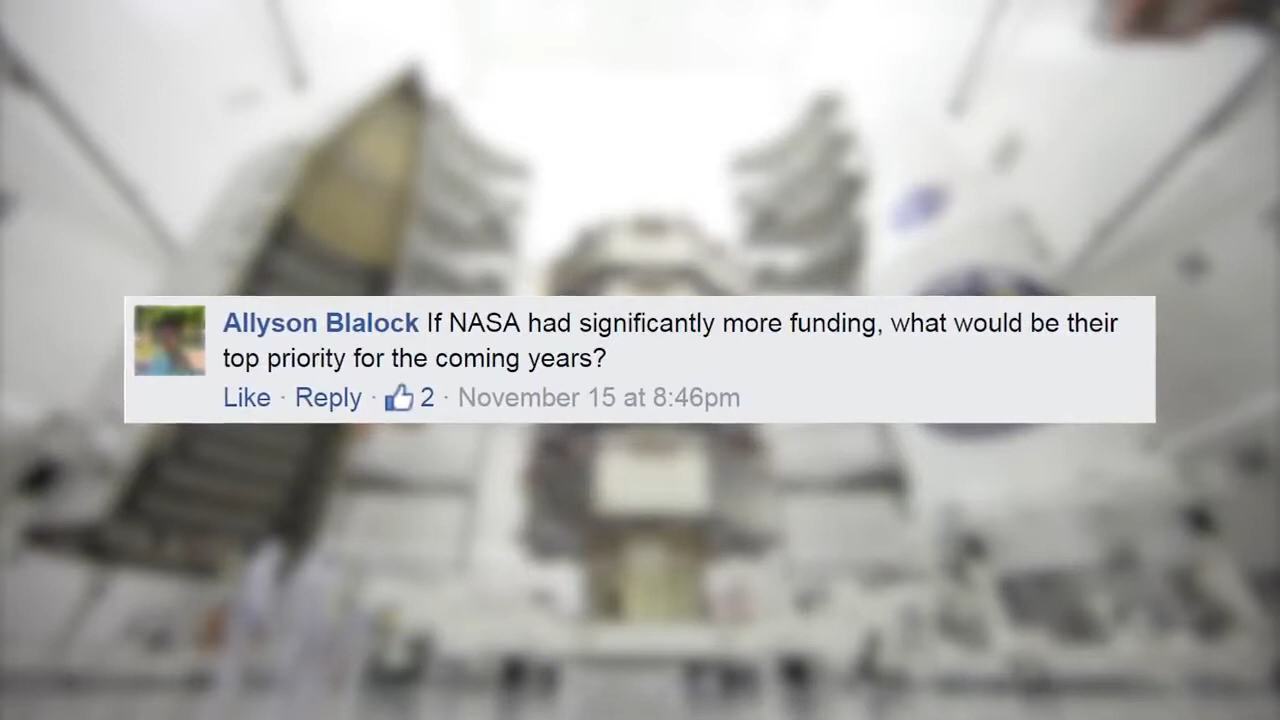 Allyson Blalock If NASA had significantly more funding, what would be their
top priority for the coming years?
Like · Reply · 2 · November 15 at 8:46pm